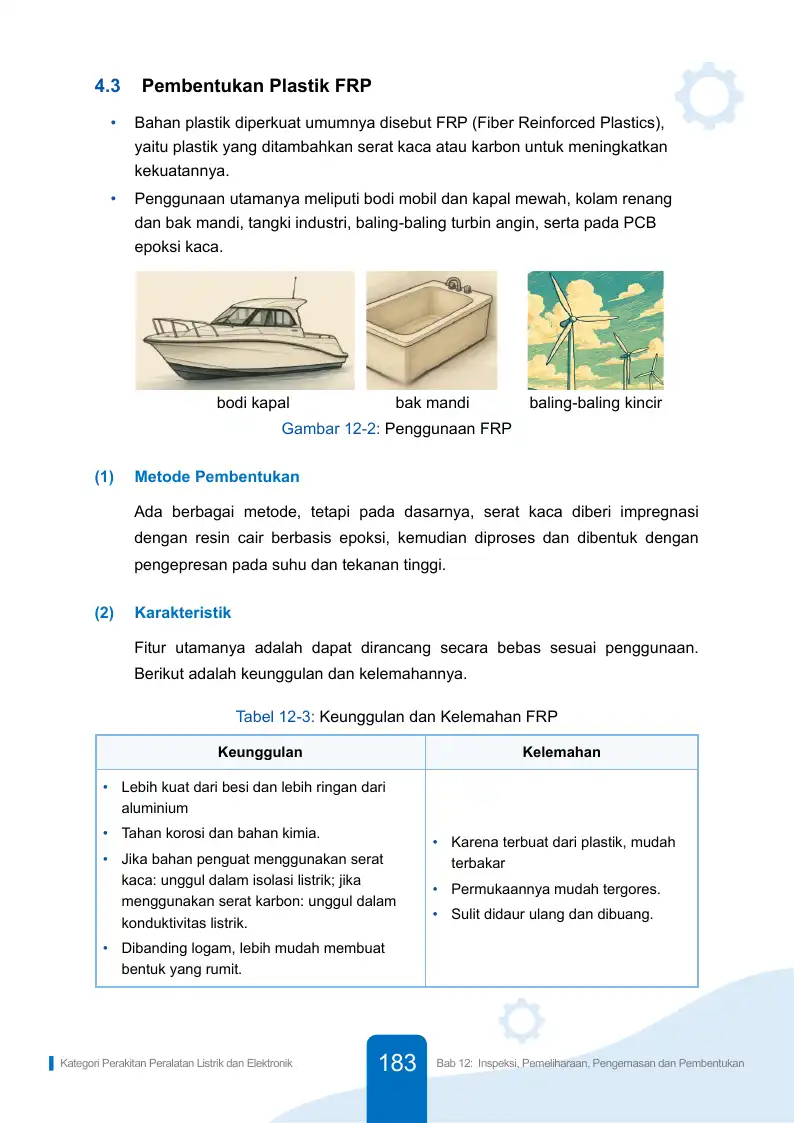 4.3 Pembentukan Plastik FRP
• Bahan plastik diperkuat umumnya disebut FRP (Fiber Reinforced Plastics),
yaitu plastik yang ditambahkan serat kaca atau karbon untuk meningkatkan
kekuatannya.
• Penggunaan utamanya meliputi bodi mobil dan kapal mewah, kolam renang
dan bak mandi, tangki industri, baling-baling turbin angin, serta pada PCB
epoksi kaca.
bodi kapal bak mandi baling-baling kincir
Gambar 12-2: Penggunaan FRP
(1) Metode Pembentukan
Ada berbagai metode, tetapi pada dasarnya, serat kaca diberi impregnasi
dengan resin cair berbasis epoksi, kemudian diproses dan dibentuk dengan
pengepresan pada suhu dan tekanan tinggi.
(2) Karakteristik
Fitur utamanya adalah dapat dirancang secara bebas sesuai penggunaan.
Berikut adalah keunggulan dan kelemahannya.
Tabel 12-3: Keunggulan dan Kelemahan FRP
Keunggulan
• Lebih kuat dari besi dan lebih ringan dari
aluminium
• Tahan korosi dan bahan kimia.
• Jika bahan penguat menggunakan serat
kaca: unggul dalam isolasi listrik; jika
menggunakan serat karbon: unggul dalam
konduktivitas listrik.
• Dibanding logam, lebih mudah membuat
bentuk yang rumit.
Kelemahan
• Karena terbuat dari plastik, mudah
terbakar
• Permukaannya mudah tergores.
• Sulit didaur ulang dan dibuang.
Kategori Perakitan Peralatan Listrik dan Elektronik
183
Bab 12: Inspeksi, Pemeliharaan, Pengemasan dan Pembentukan